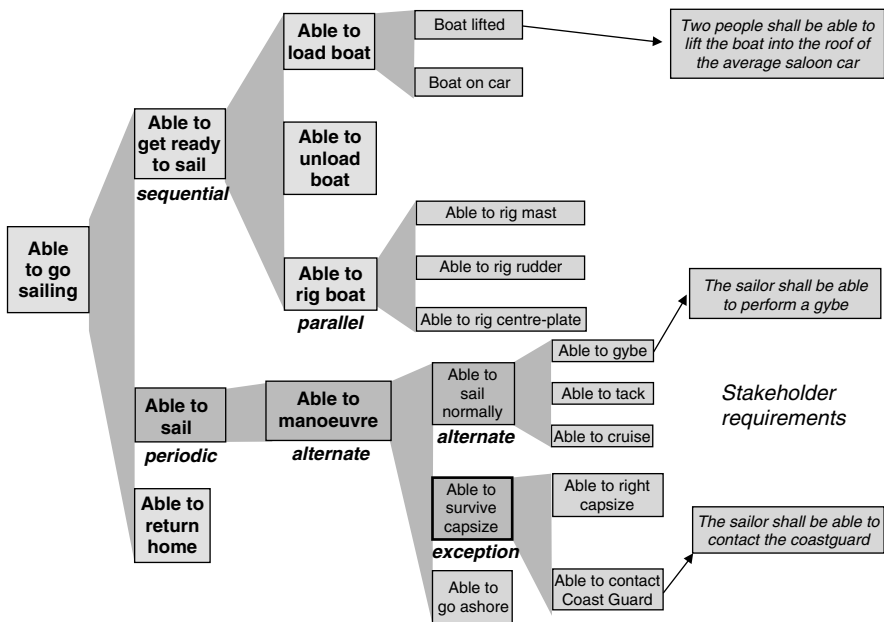 Able
to go
sailing
Able to
get ready
to sail
sequential
Able to
load boat
Boat lifted
Two people shall be able to
lift the boat into the roof of
the average saloon car
Boat on car
Able to
unload
boat
Able to
rig boat
parallel
Able to rig mast
Able to rig rudder
Able to rig centre-plate
Able to
sail
periodic
Able to
manoeuvre
alternate
Able to
sail
normally
alternate
Able to gybe
The sailor shall be able
to perform a gybe
Able to tack
Able to cruise
Stakeholder
requirements
Able to
survive
capsize
exception
Able to right
capsize
Able to contact
Coast Guard
The sailor shall be able to
contact the coastguard
Able to
go ashore
Able to
return
home